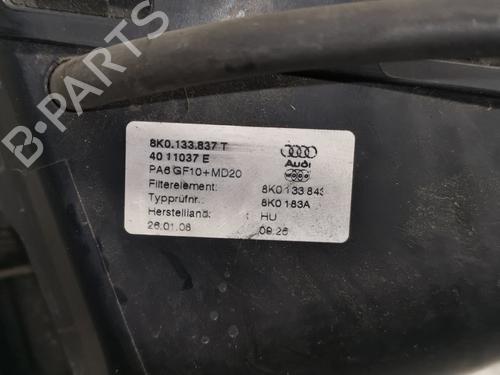 8K0.133.837 T
40 11037 E
PA6 GF10+MD20
Audi
Filterelement: 8K0 133 843
Typprüfnr.: 8K0 183A
Herstelland: HU
26.01.08 09:26
B-PARTS